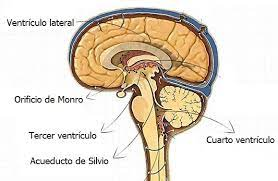 Ventrículo lateral
Orificio de Monro
Tercer ventrículo
Cuarto ventrículo
Acueducto de Silvio